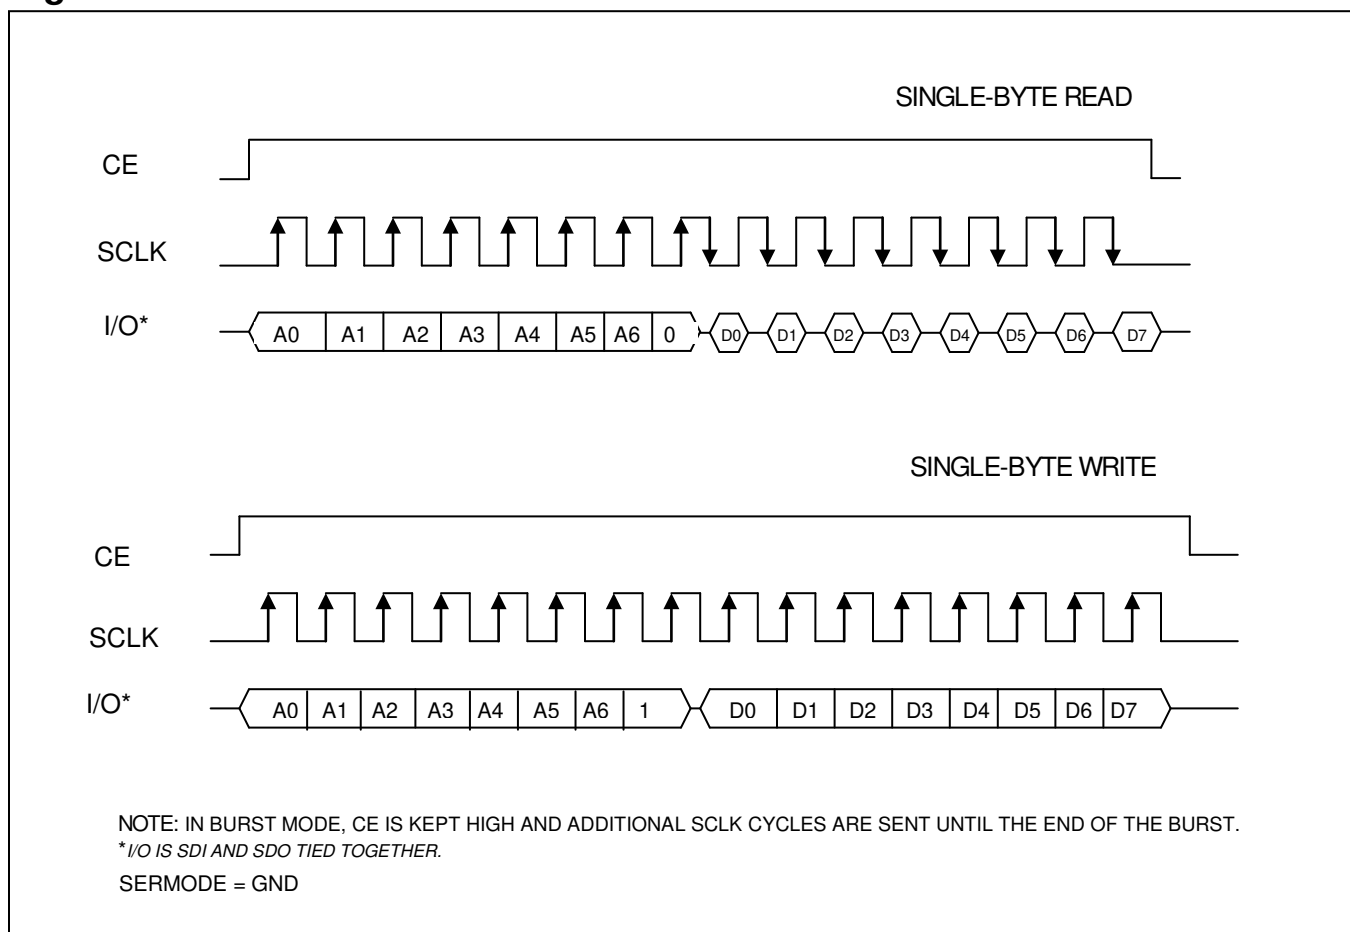 SINGLE-BYTE READ
CE
SCLK
I/O*
A0 A1 A2 A3 A4 A5 A6 0 D0 D1 D2 D3 D4 D5 D6 D7
SINGLE-BYTE WRITE
CE
SCLK
I/O*
A0 A1 A2 A3 A4 A5 A6 1 D0 D1 D2 D3 D4 D5 D6 D7
NOTE: IN BURST MODE, CE IS KEPT HIGH AND ADDITIONAL SCLK CYCLES ARE SENT UNTIL THE END OF THE BURST.
*I/O IS SDI AND SDO TIED TOGETHER.
SERMODE = GND